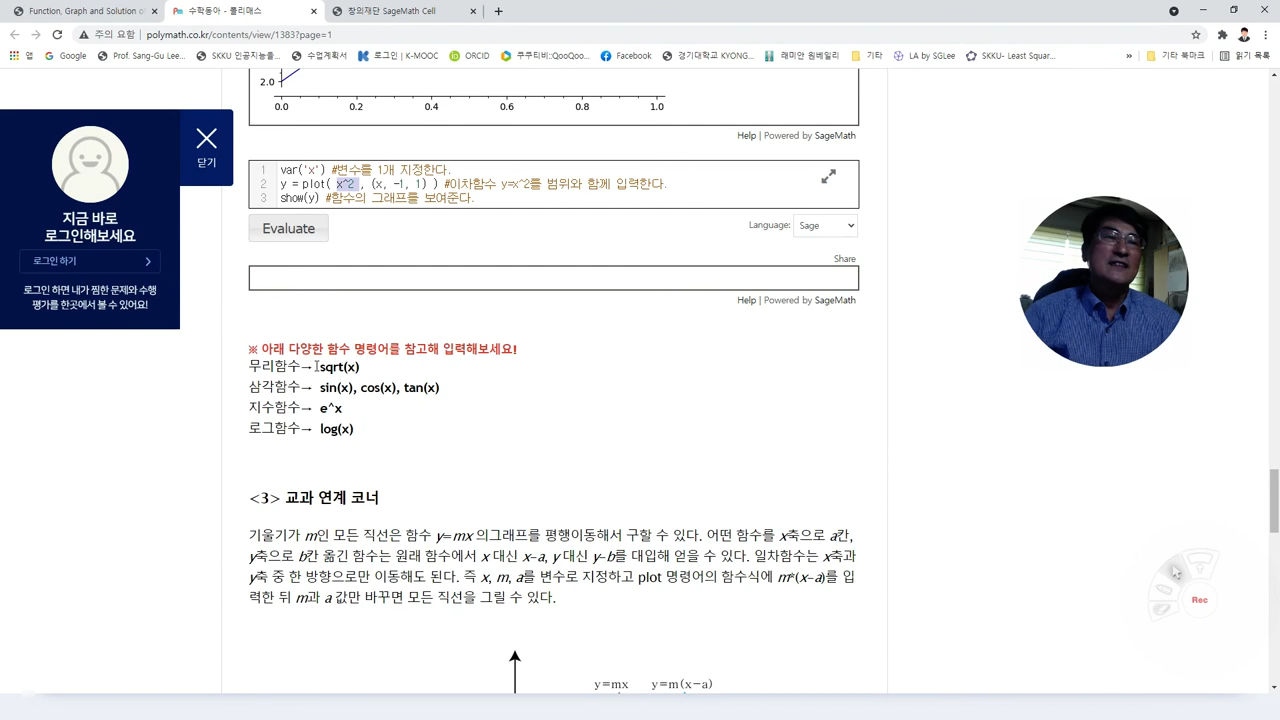 Function, Graph and Solution o
수학동아 - 폴리매스
창의재단 SageMath Cell
주의 요함 | polymath.co.kr/contents/view/1383?page=1
앱
Google
Prof. Sang-Gu Lee...
SKKU 인공지능을...
수업계획서
로그인 | K-MOOC
ORCID
쿠쿠티비::QooQoo...
Facebook
경기대학교 KYONG...
래미안 원베일리
기타
LA by SGLee
SKKU- Least Squar...
»
기타 북마크
읽기 목록
2.0
0.0 0.2 0.4 0.6 0.8 1.0
Help | Powered by SageMath
닫기
지금 바로
로그인해보세요
로그인 하기
로그인 하면 내가 찜한 문제와 수행
평가를 한곳에서 볼 수 있어요!
1 var('x') #변수를 1개 지정한다.
2 y = plot( x^2 , (x, -1, 1) ) #이차함수 y=x^2를 범위와 함께 입력한다.
3 show(y) #함수의 그래프를 보여준다.
Evaluate
Language: Sage
Share
Help | Powered by SageMath
※ 아래 다양한 함수 명령어를 참고해 입력해보세요!
무리함수→ sqrt(x)
삼각함수→ sin(x), cos(x), tan(x)
지수함수→ e^x
로그함수→ log(x)
<3> 교과 연계 코너
기울기가 m인 모든 직선은 함수 y=mx 의그래프를 평행이동해서 구할 수 있다. 어떤 함수를 x축으로 a칸,
y축으로 b칸 옮긴 함수는 원래 함수에서 x 대신 x-a, y 대신 y-b를 대입해 얻을 수 있다. 일차함수는 x축과
y축 중 한 방향으로만 이동해도 된다. 즉 x, m, a를 변수로 지정하고 plot 명령어의 함수식에 m*(x-a)를 입
력한 뒤 m과 a 값만 바꾸면 모든 직선을 그릴 수 있다.
y=mx y=m(x-a)
Rec